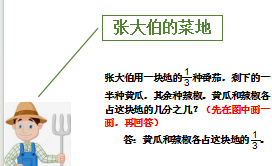 张大伯的菜地
张大伯用一块地的1/3种番茄。剩下的一
半种黄瓜，其余种辣椒。黄瓜和辣椒各
占这块地的几分之几？（先在图中画一
画，再回答）
答：黄瓜和辣椒各占这块地的1/3。